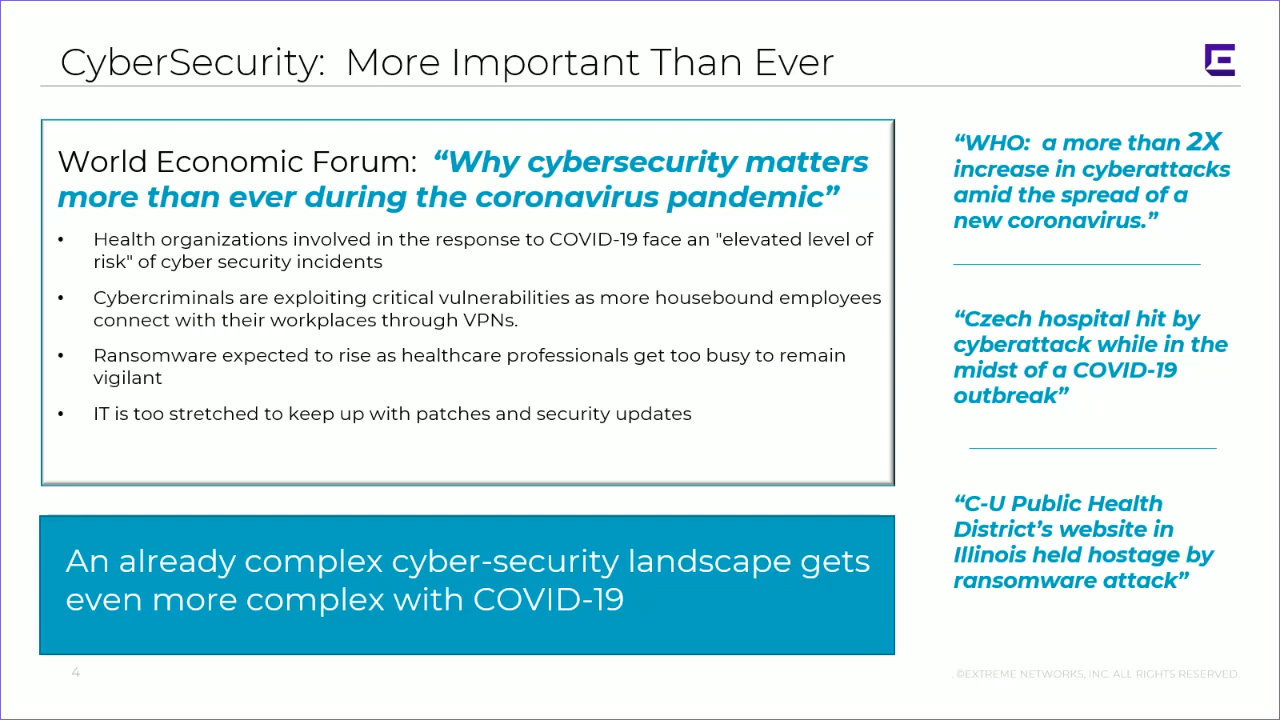 CyberSecurity:  More Important Than Ever
World Economic Forum:  “Why cybersecurity matters
more than ever during the coronavirus pandemic”
• Health organizations involved in the response to COVID-19 face an "elevated level of
risk" of cyber security incidents
• Cybercriminals are exploiting critical vulnerabilities as more housebound employees
connect with their workplaces through VPNs.
• Ransomware expected to rise as healthcare professionals get too busy to remain
vigilant
• IT is too stretched to keep up with patches and security updates
An already complex cyber-security landscape gets
even more complex with COVID-19
“WHO:  a more than 2X
increase in cyberattacks
amid the spread of a
new coronavirus.”
“Czech hospital hit by
cyberattack while in the
midst of a COVID-19
outbreak”
“C-U Public Health
District’s website in
Illinois held hostage by
ransomware attack”
4
. ©EXTREME NETWORKS, INC. ALL RIGHTS RESERVED.